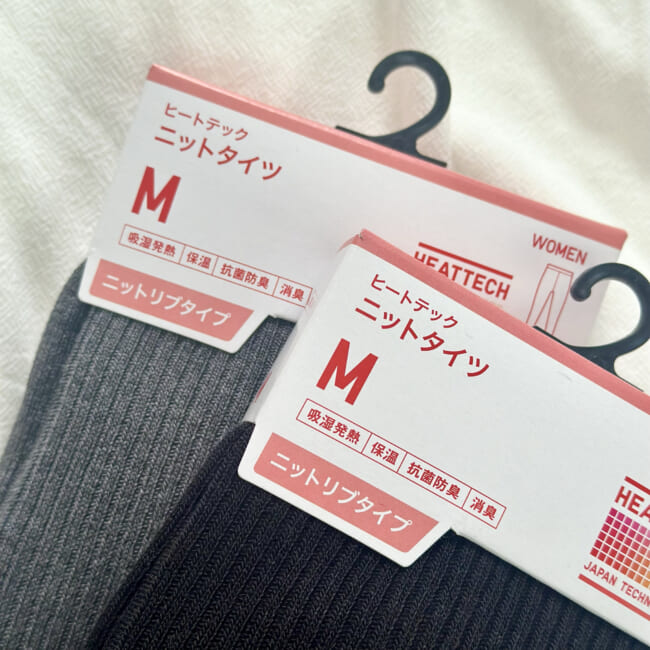 ヒートテック
ニットタイツ
M
吸湿発熱 保温 抗菌防臭 消臭
ニットリブタイプ
WOMEN
HEATTECH
ヒートテック
ニットタイツ
M
吸湿発熱 保温 抗菌防臭 消臭
ニットリブタイプ
JAPAN